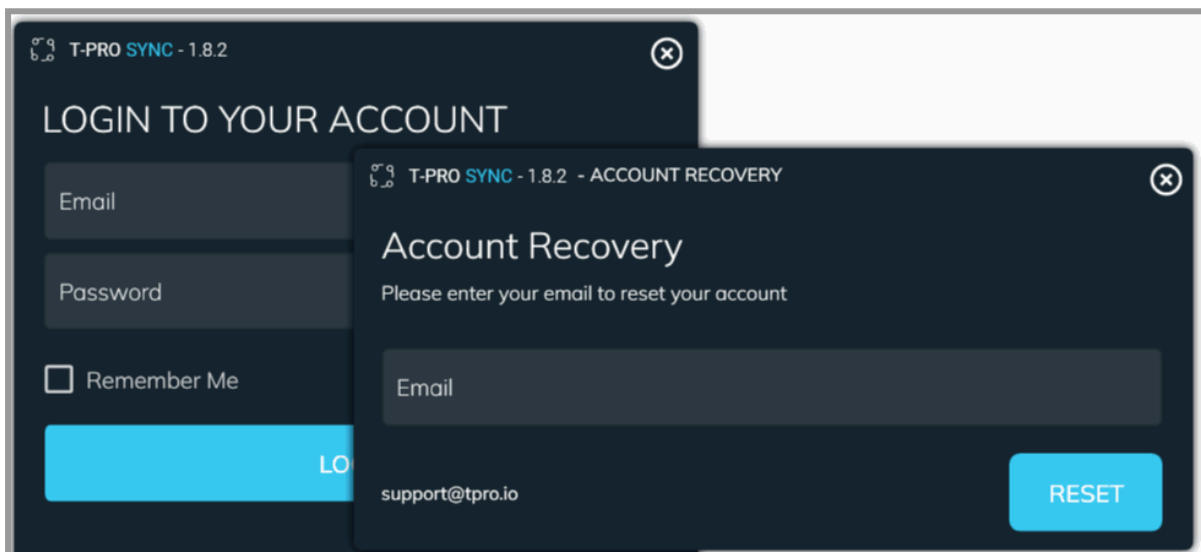 T-PRO SYNC - 1.8.2
LOGIN TO YOUR ACCOUNT
Email
Password
Remember Me
T-PRO SYNC - 1.8.2 - ACCOUNT RECOVERY
Account Recovery
Please enter your email to reset your account
Email
support@tpro.io
RESET